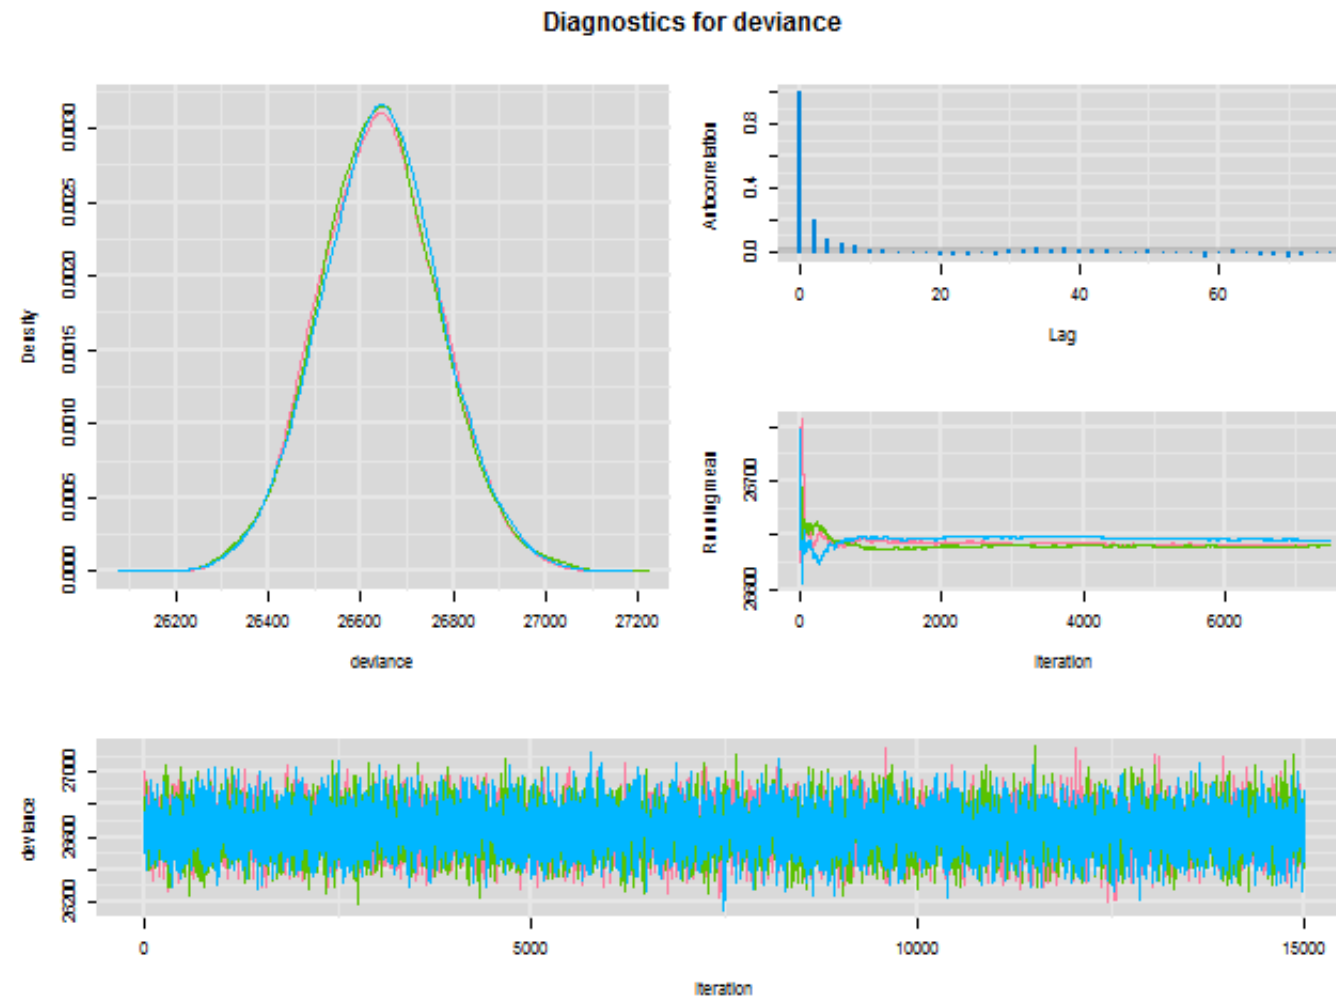 Diagnostics for deviance
Density
0.0000 0.0005 0.0010 0.0015 0.0020 0.0025 0.0030
26200 26400 26600 26800 27000 27200
deviance
Autocorrelation
0.0 0.4 0.8
0 20 40 60
Lag
Running mean
26600 26700
0 2000 4000 6000
Iteration
deviance
26200 26600 27000
0 5000 10000 15000
Iteration